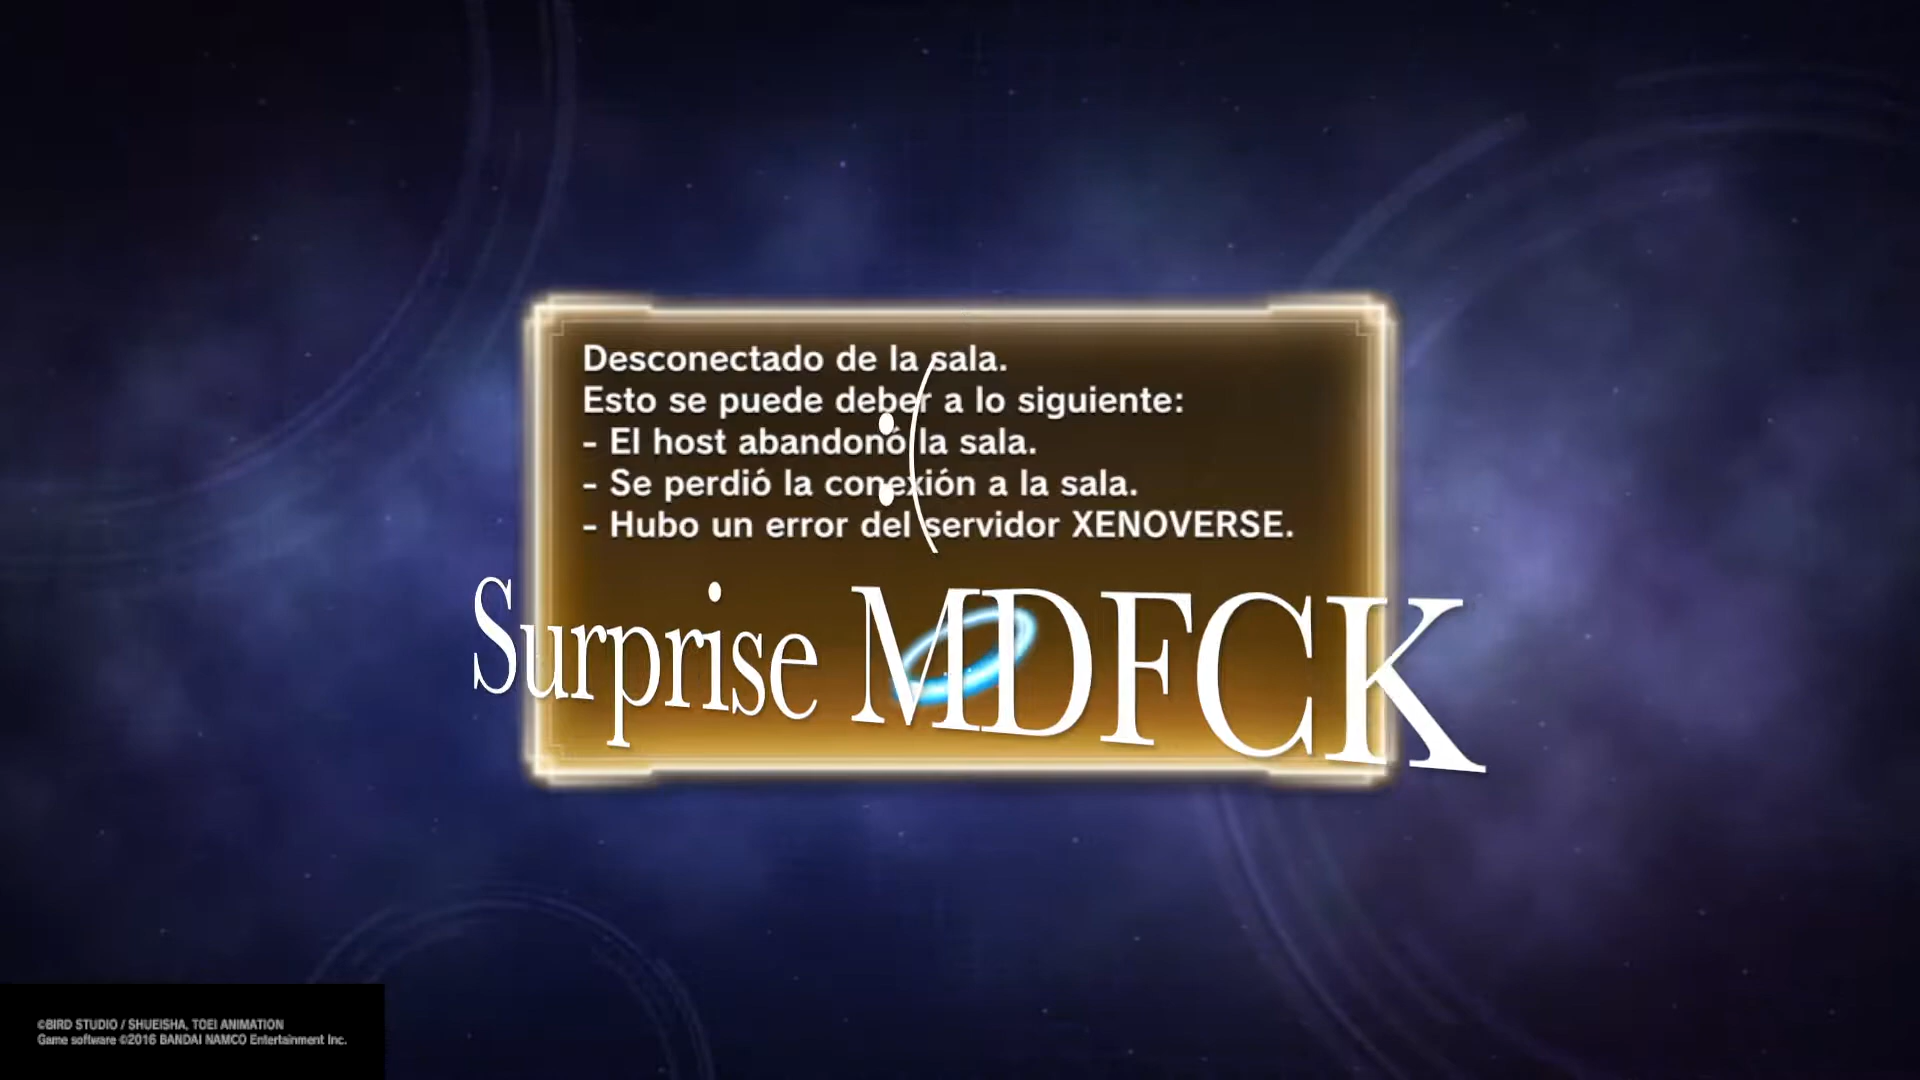 Desconectado de la sala.
Esto se puede deber a lo siguiente:
- El host abandonó la sala.
- Se perdió la conexión a la sala.
- Hubo un error del servidor XENOVERSE.
:(
Surprise MDFCK
©BIRD STUDIO / SHUEISHA, TOEI ANIMATION
Game software ©2016 BANDAI NAMCO Entertainment Inc.